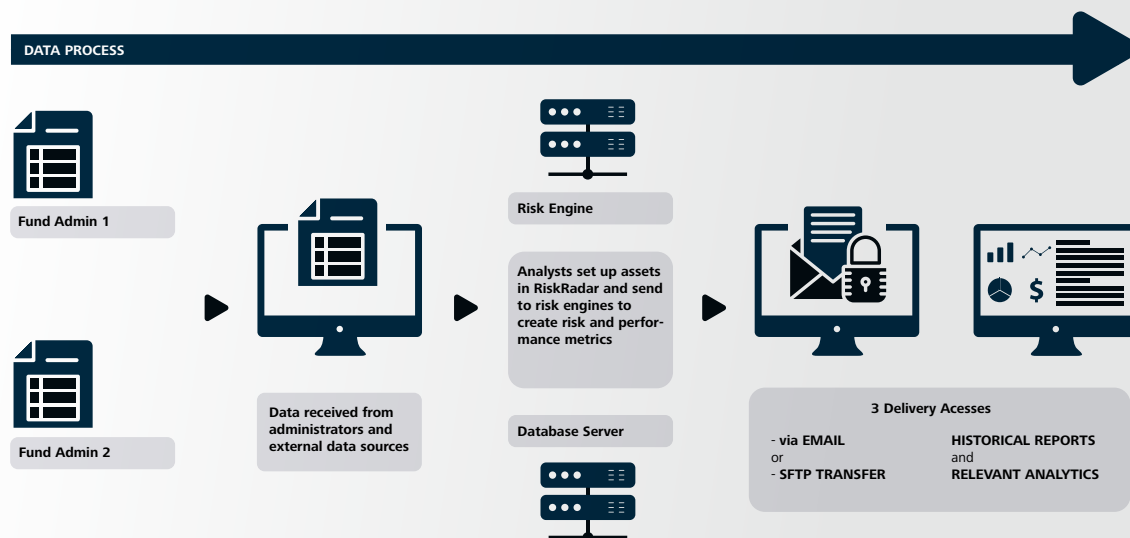 DATA PROCESS
Fund Admin 1
Fund Admin 2
Data received from
administrators and
external data sources
Risk Engine
Analysts set up assets
in RiskRadar and send
to risk engines to
create risk and perfor-
mance metrics
Database Server
3 Delivery Acesses
- via EMAIL
or
- SFTP TRANSFER
HISTORICAL REPORTS
and
RELEVANT ANALYTICS
$